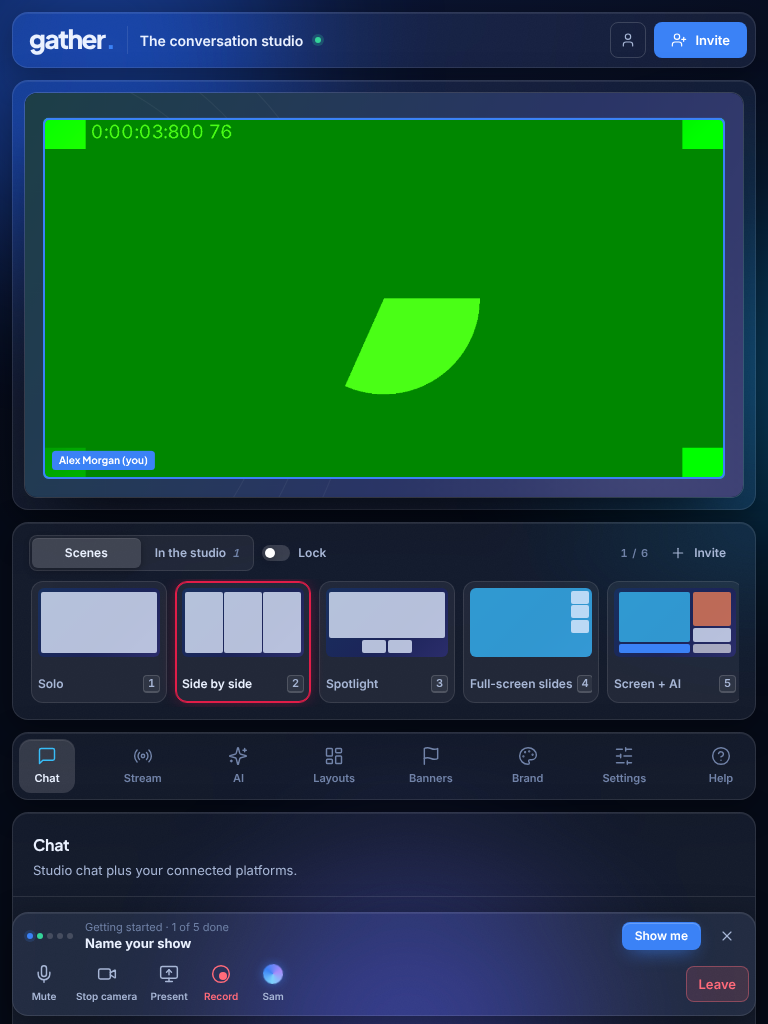 gather.
The conversation studio
Invite
0:00:03:800 76
Alex Morgan (you)
Scenes
In the studio 1
Lock
1 / 6
Invite
Solo 1
Side by side 2
Spotlight 3
Full-screen slides 4
Screen + AI 5
Chat
Stream
AI
Layouts
Banners
Brand
Settings
Help
Chat
Studio chat plus your connected platforms.
Getting started · 1 of 5 done
Name your show
Show me
Mute
Stop camera
Present
Record
Sam
Leave